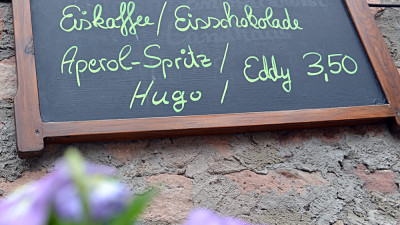 Eiskaffee / Eisschokolade
Aperol-Spritz /
Hugo / Eddy 3,50